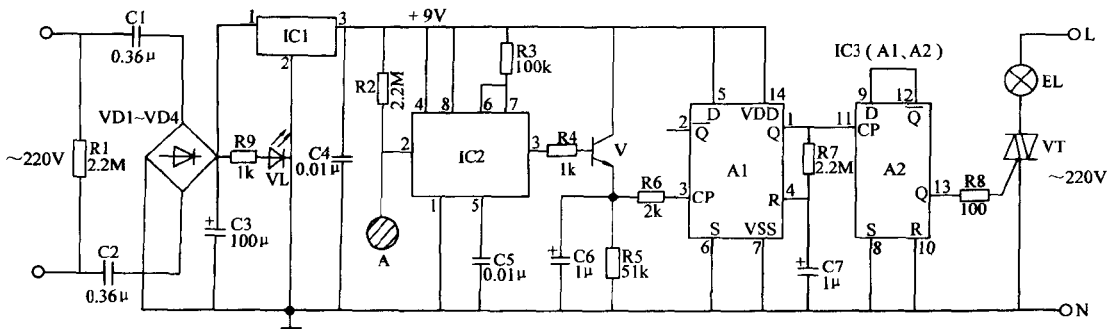 C1
0.36μ
VD1~VD4
R1
2.2M
~220V
C2
0.36μ
R9
1k
VL
C3
100μ
+
1
IC1
3
2
C4
0.01μ
+9V
R2
2.2M
A
R3
100k
4
8
6
7
2
IC2
3
1
5
C5
0.01μ
R4
1k
V
R6
2k
+
C6
1μ
R5
51k
5
14
D
VDD
2
Q̅
Q
1
A1
3
CP
R
4
S
VSS
6
7
R7
2.2M
+
C7
1μ
IC3(A1、A2)
9
12
D
Q̅
11
CP
A2
Q
13
S
R
8
10
R8
100
L
EL
VT
~220V
N